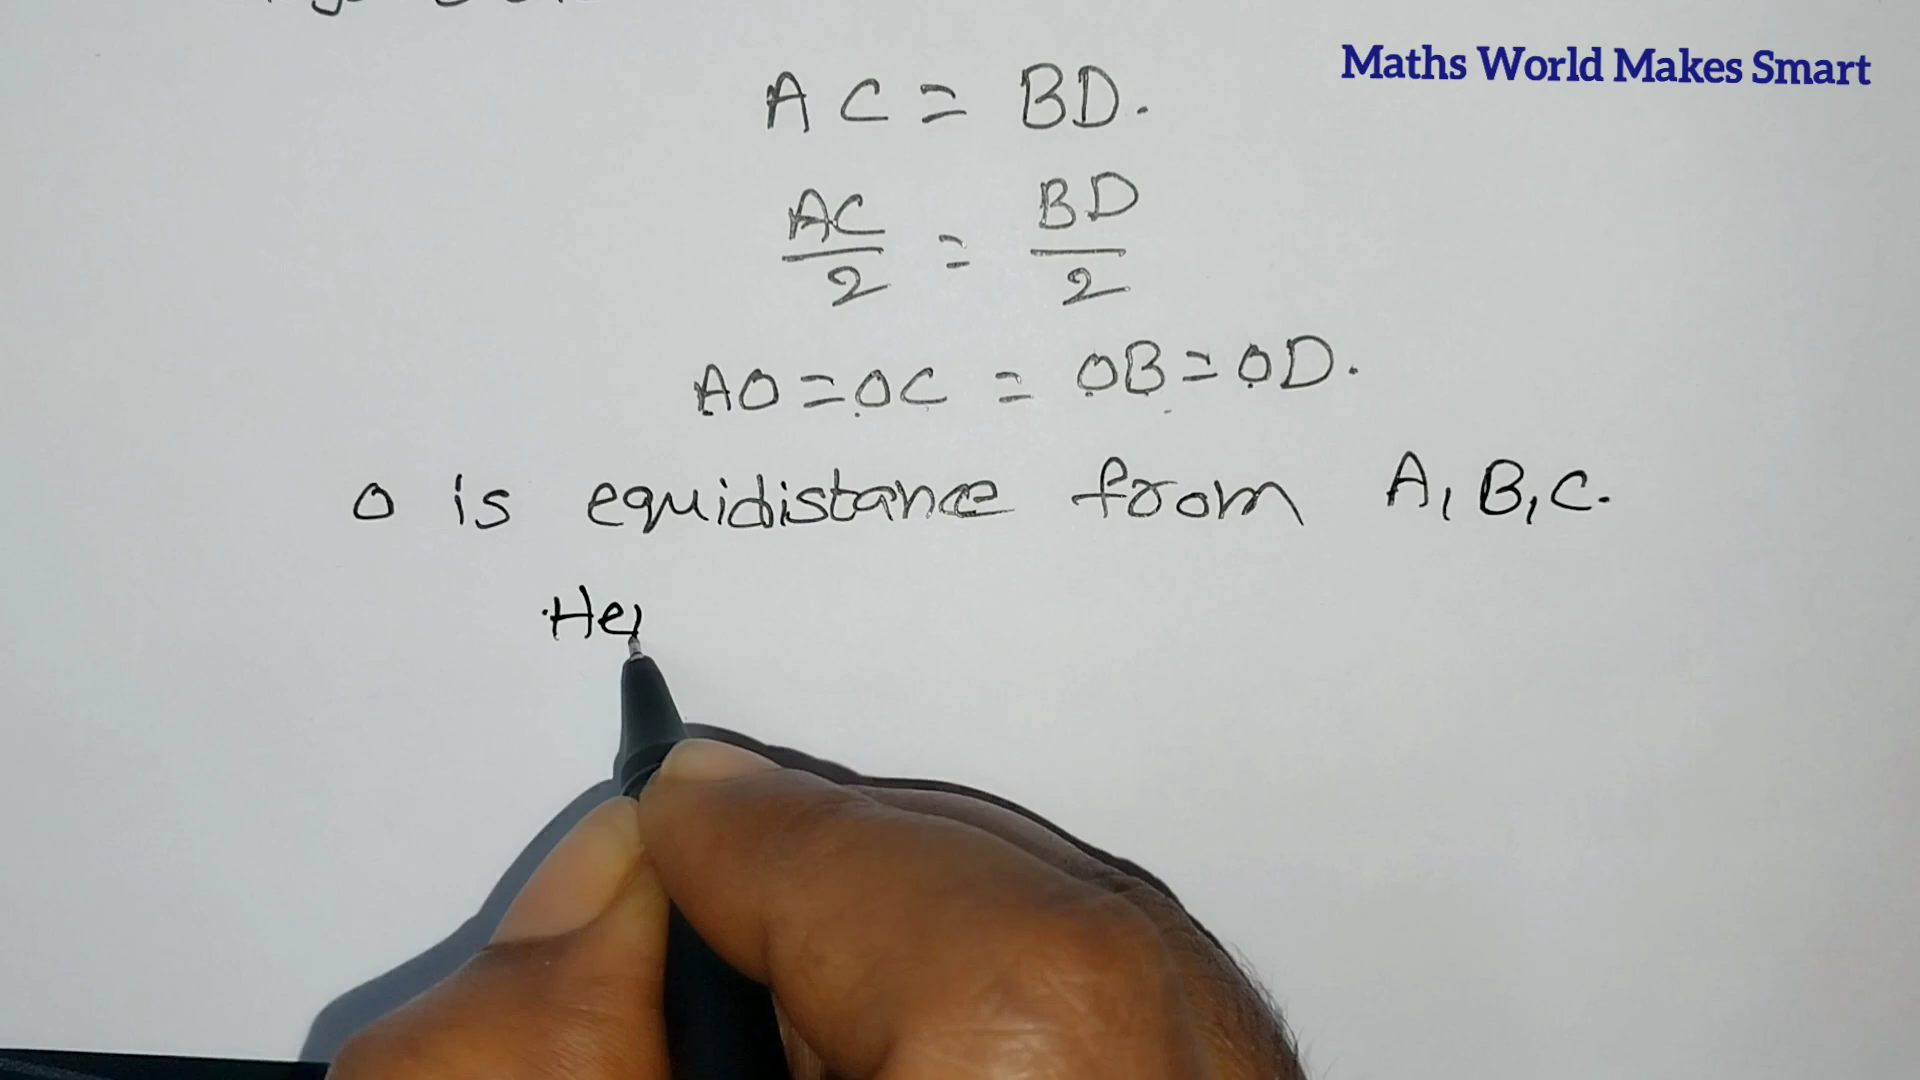 Maths World Makes Smart
AC = BD.
AC/2 = BD/2
AO = OC = OB = OD.
O is equidistance from A, B, C.
He